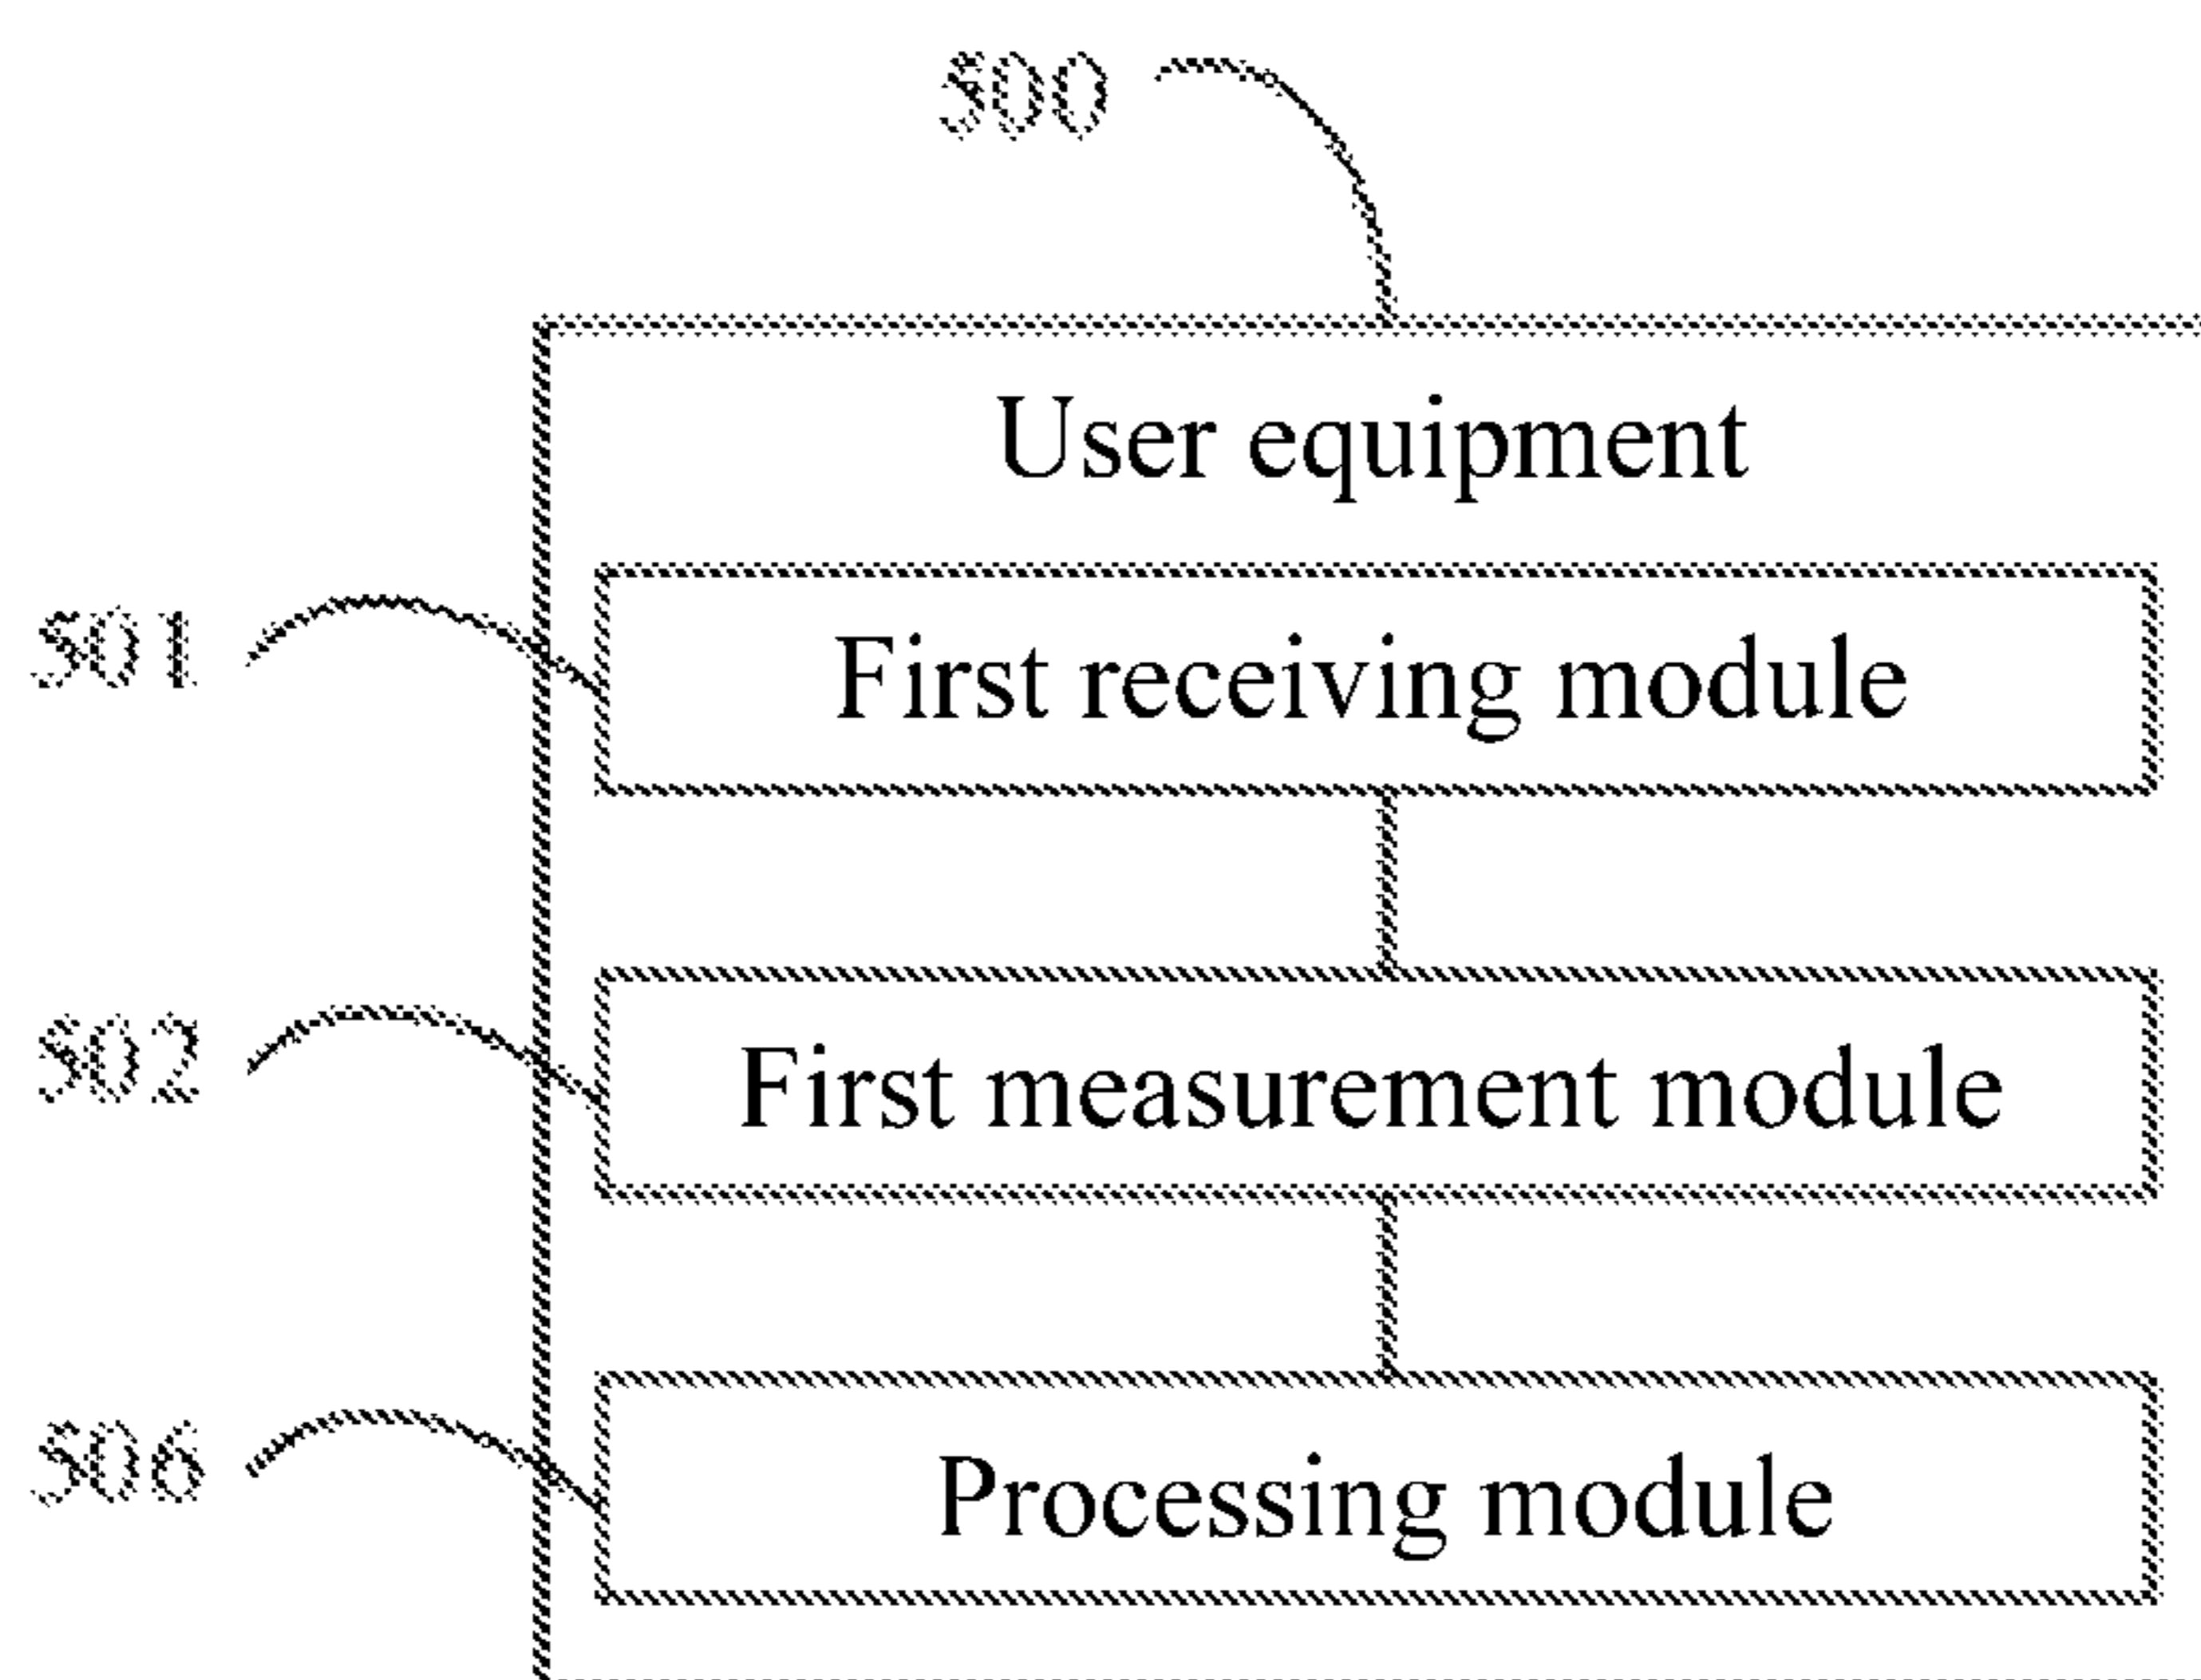 500
User equipment
501
First receiving module
502
First measurement module
506
Processing module